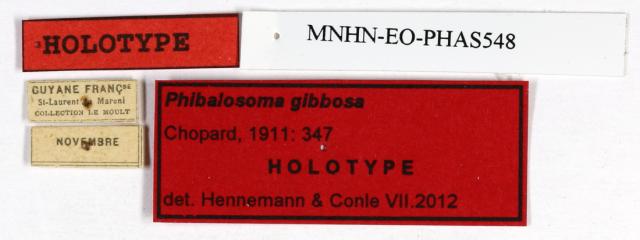 HOLOTYPE
MNHN-EO-PHAS548
GUYANE FRANÇSE
St-Laurent du Maroni
COLLECTION LE MOULT
NOVEMBRE
Phibalosoma gibbosa
Chopard, 1911: 347
HOLOTYPE
det. Hennemann & Conle VII.2012